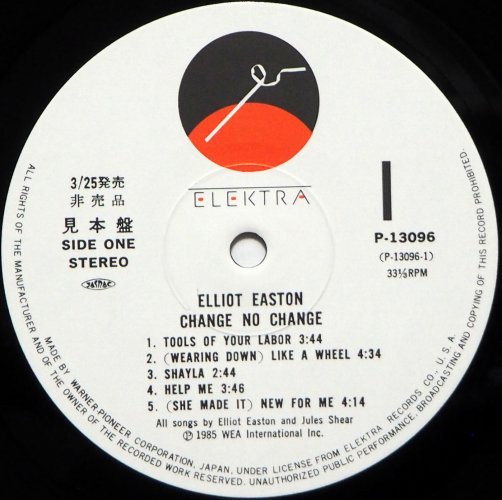 ELEKTRA
3/25発売
非売品
見本盤
SIDE ONE
STEREO
JASRAC
1
P-13096
(P-13096-1)
33⅓RPM
ELLIOT EASTON
CHANGE NO CHANGE
1. TOOLS OF YOUR LABOR 3:44
2. (WEARING DOWN) LIKE A WHEEL 4:34
3. SHAYLA 2:44
4. HELP ME 3:46
5. (SHE MADE IT) NEW FOR ME 4:14
All songs by Elliot Easton and Jules Shear
Ⓟ 1985 WEA International Inc.
ALL RIGHTS OF THE MANUFACTURER AND OF THE OWNER OF THE RECORDED WORK RESERVED. UNAUTHORIZED PUBLIC PERFORMANCE, BROADCASTING AND COPYING OF THIS RECORD PROHIBITED.
MADE BY WARNER-PIONEER CORPORATION, JAPAN, UNDER LICENSE FROM ELEKTRA RECORDS CO., U.S.A.